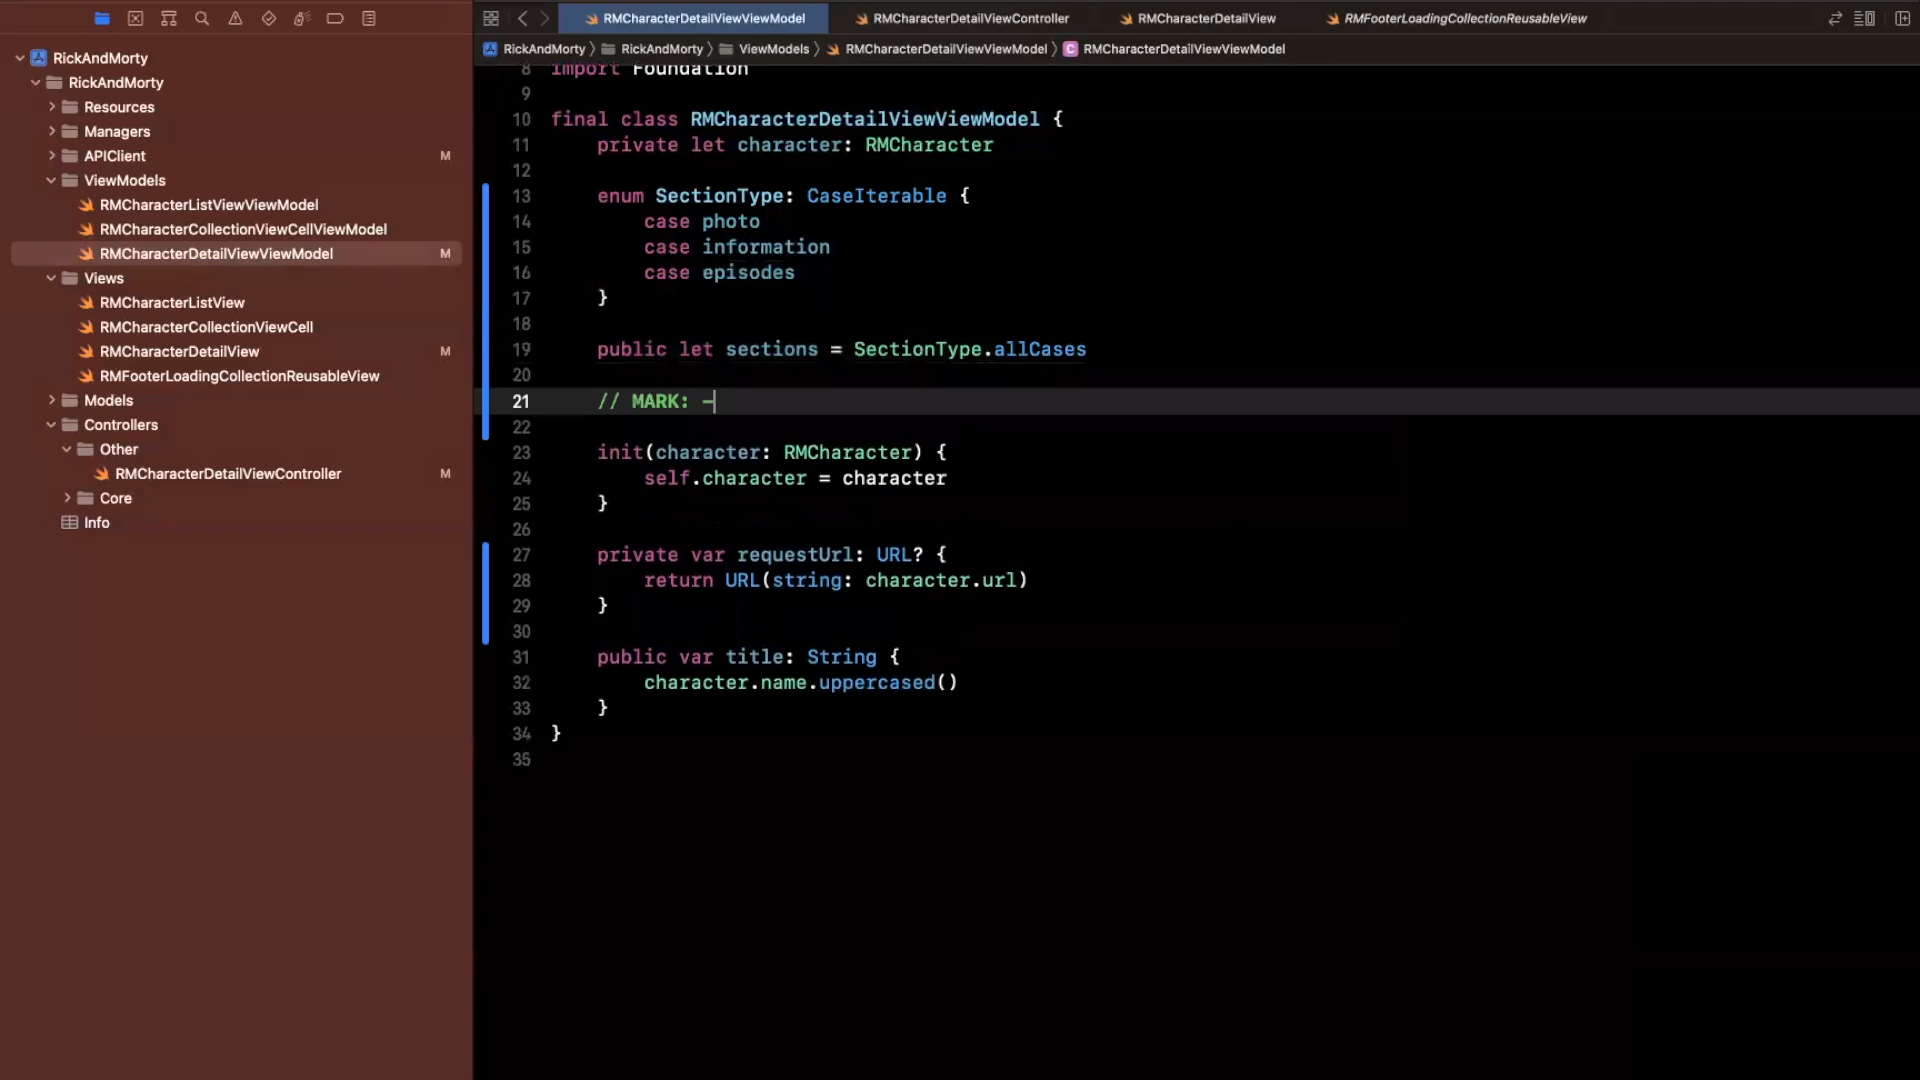 RMCharacterDetailViewViewModel
RMCharacterDetailViewController
RMCharacterDetailView
RMFooterLoadingCollectionReusableView
RickAndMorty
RickAndMorty
ViewModels
RMCharacterDetailViewViewModel
C RMCharacterDetailViewViewModel
RickAndMorty
RickAndMorty
Resources
Managers
APIClient M
ViewModels
RMCharacterListViewViewModel
RMCharacterCollectionViewCellViewModel
RMCharacterDetailViewViewModel M
Views
RMCharacterListView
RMCharacterCollectionViewCell
RMCharacterDetailView M
RMFooterLoadingCollectionReusableView
Models
Controllers
Other
RMCharacterDetailViewController M
Core
Info
8 import Foundation
9
10 final class RMCharacterDetailViewViewModel {
11 private let character: RMCharacter
12
13 enum SectionType: CaseIterable {
14 case photo
15 case information
16 case episodes
17 }
18
19 public let sections = SectionType.allCases
20
21 // MARK: -
22
23 init(character: RMCharacter) {
24 self.character = character
25 }
26
27 private var requestUrl: URL? {
28 return URL(string: character.url)
29 }
30
31 public var title: String {
32 character.name.uppercased()
33 }
34 }
35